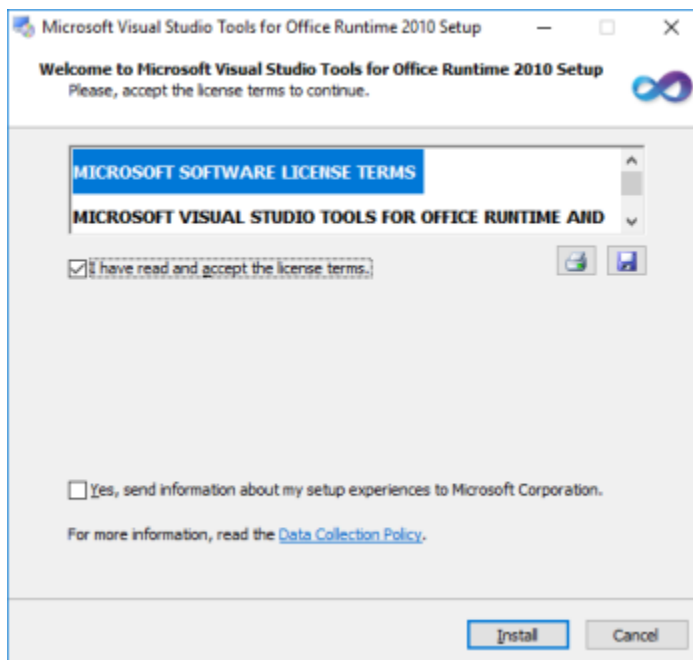 Microsoft Visual Studio Tools for Office Runtime 2010 Setup
Welcome to Microsoft Visual Studio Tools for Office Runtime 2010 Setup
Please, accept the license terms to continue.
MICROSOFT SOFTWARE LICENSE TERMS
MICROSOFT VISUAL STUDIO TOOLS FOR OFFICE RUNTIME AND
I have read and accept the license terms.
Yes, send information about my setup experiences to Microsoft Corporation.
For more information, read the Data Collection Policy.
Install Cancel